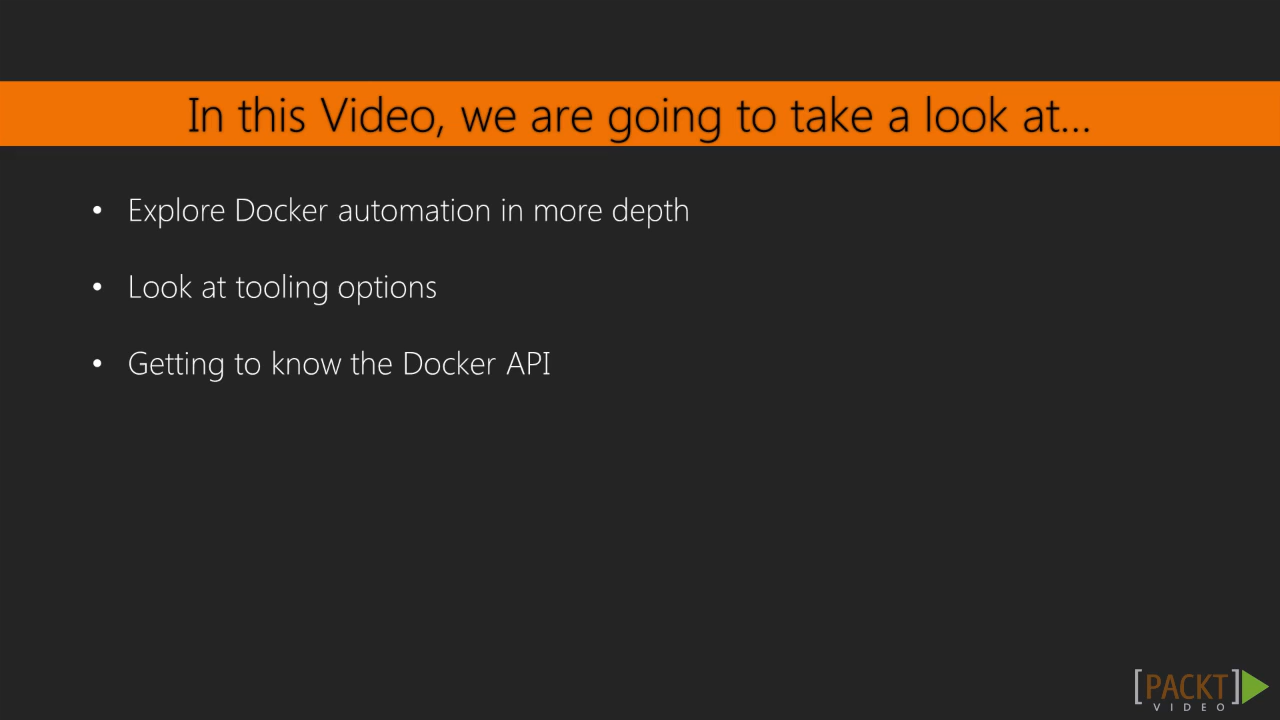 In this Video, we are going to take a look at...
• Explore Docker automation in more depth
• Look at tooling options
• Getting to know the Docker API
[PACKT]
VIDEO